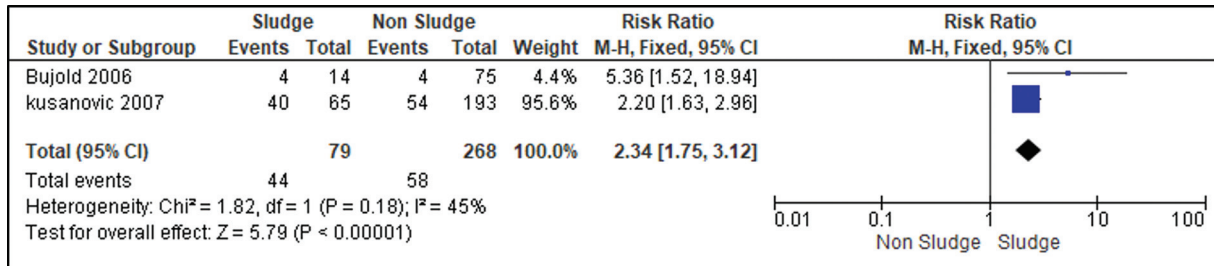 Sludge Non Sludge Risk Ratio Risk Ratio
Study or Subgroup Events Total Events Total Weight M-H, Fixed, 95% CI M-H, Fixed, 95% CI
Bujold 2006 4 14 4 75 4.4% 5.36 [1.52, 18.94]
kusanovic 2007 40 65 54 193 95.6% 2.20 [1.63, 2.96]
Total (95% CI) 79 268 100.0% 2.34 [1.75, 3.12]
Total events 44 58
Heterogeneity: Chi² = 1.82, df = 1 (P = 0.18); I² = 45%
Test for overall effect: Z = 5.79 (P < 0.00001)
0.01 0.1 1 10 100
Non Sludge Sludge